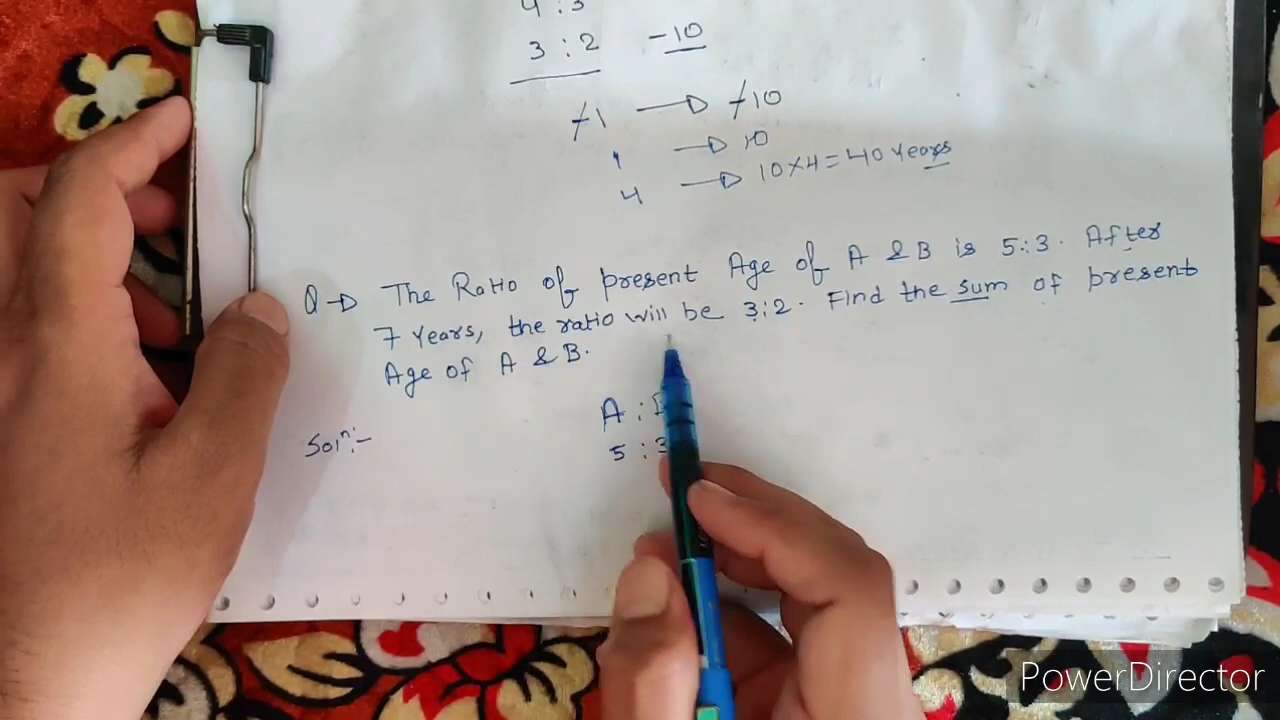 4 : 3
3 : 2 -10
-1 → -10
1 → 10
4 → 10×4 = 40 years
Q→ The Ratio of present Age of A & B is 5:3. After
7 Years, the ratio will be 3:2. Find the sum of present
Age of A & B.
A :
Solⁿ:-
5 : 3
PowerDirector